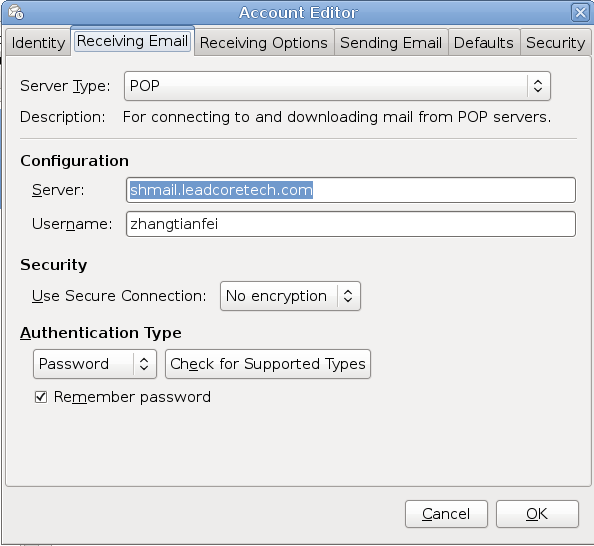 Account Editor
Identity Receiving Email Receiving Options Sending Email Defaults Security
Server Type: POP
Description: For connecting to and downloading mail from POP servers.
Configuration
Server: shmail.leadcoretech.com
Username: zhangtianfei
Security
Use Secure Connection: No encryption
Authentication Type
Password Check for Supported Types
Remember password
Cancel OK